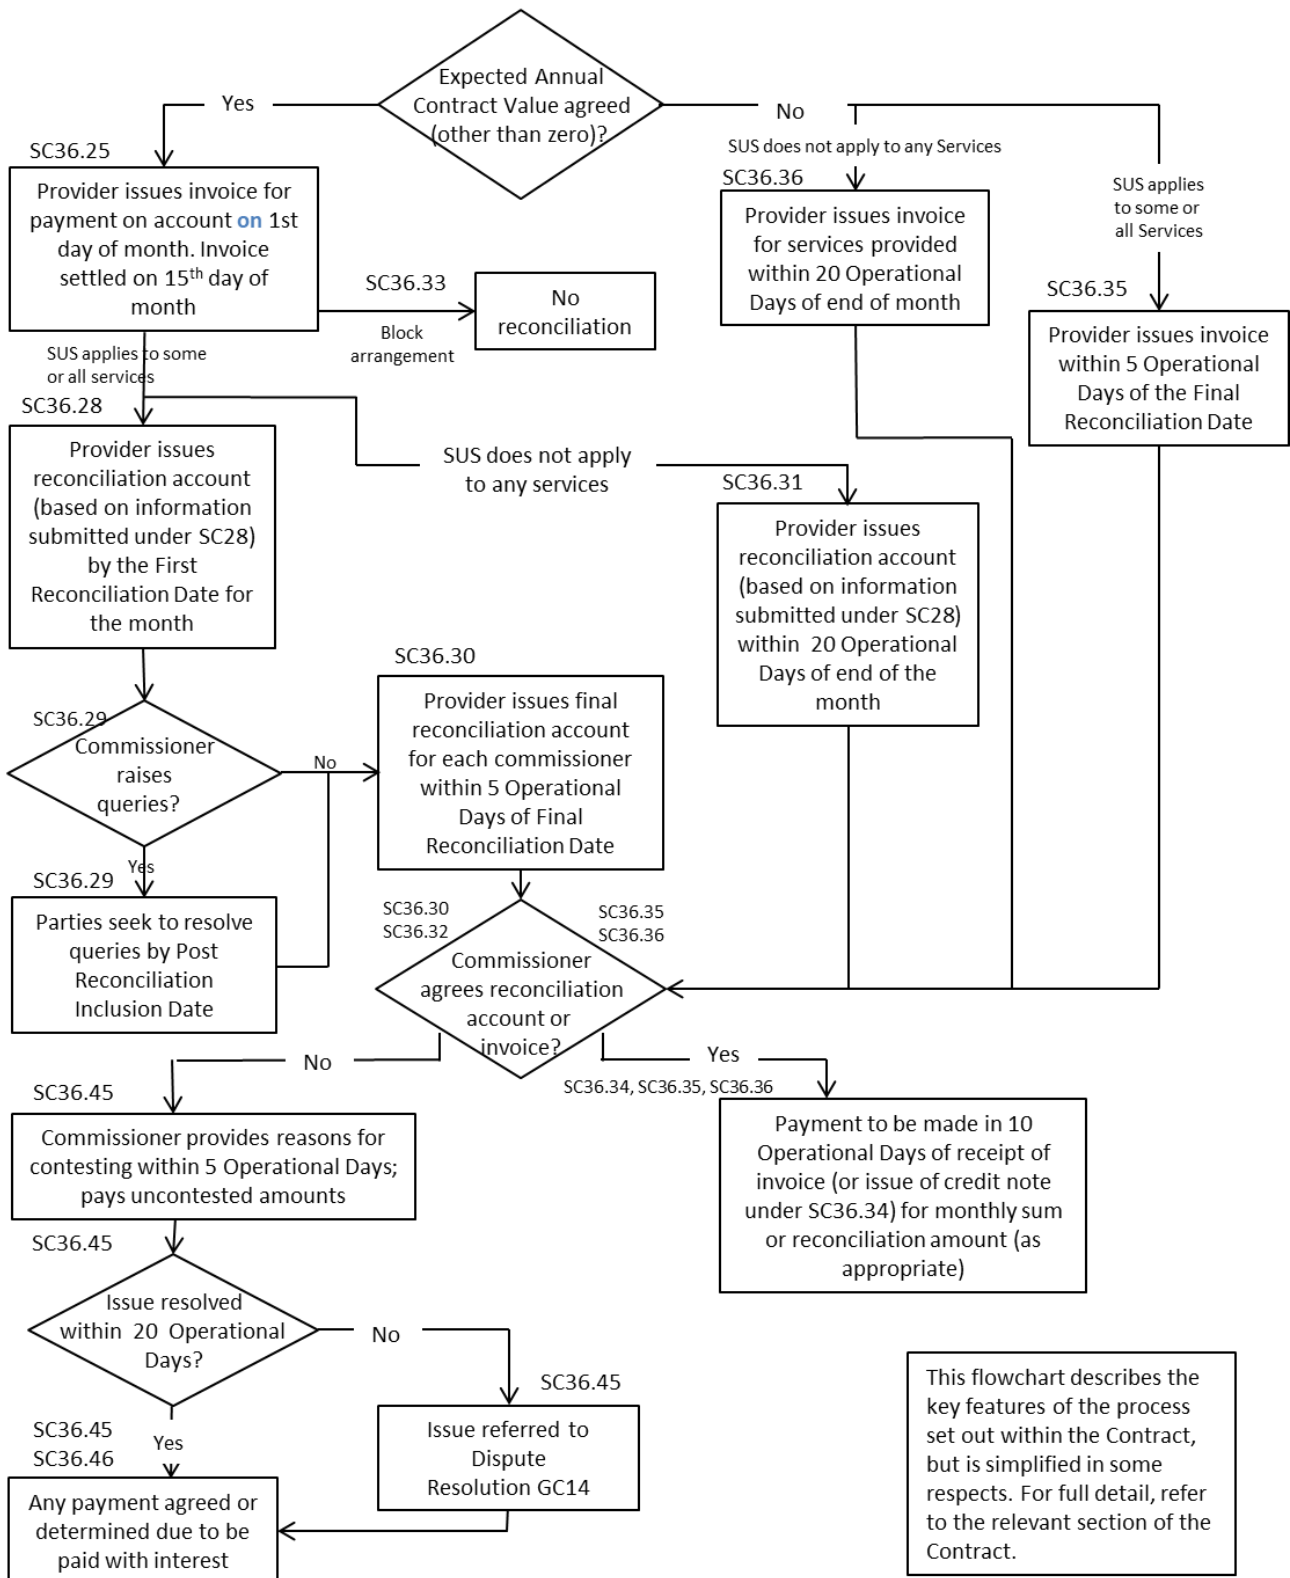 Expected Annual
Contract Value agreed
(other than zero)?
Yes
No
SC36.25
Provider issues invoice for
payment on account on 1st
day of month. Invoice
settled on 15th day of
month
SUS does not apply to any Services
SC36.36
Provider issues invoice
for services provided
within 20 Operational
Days of end of month
SUS applies
to some or
all Services
SC36.35
Provider issues invoice
within 5 Operational
Days of the Final
Reconciliation Date
SC36.33
Block
arrangement
No
reconciliation
SUS applies to some
or all services
SC36.28
Provider issues
reconciliation account
(based on information
submitted under SC28)
by the First
Reconciliation Date for
the month
SUS does not apply
to any services
SC36.31
Provider issues
reconciliation account
(based on information
submitted under SC28)
within 20 Operational
Days of end of the
month
SC36.29
Commissioner
raises
queries?
No
Yes
SC36.30
Provider issues final
reconciliation account
for each commissioner
within 5 Operational
Days of Final
Reconciliation Date
SC36.29
Parties seek to resolve
queries by Post
Reconciliation
Inclusion Date
SC36.30
SC36.32
SC36.35
SC36.36
Commissioner
agrees reconciliation
account or
invoice?
No
Yes
SC36.34, SC36.35, SC36.36
SC36.45
Commissioner provides reasons for
contesting within 5 Operational Days;
pays uncontested amounts
Payment to be made in 10
Operational Days of receipt of
invoice (or issue of credit note
under SC36.34) for monthly sum
or reconciliation amount (as
appropriate)
SC36.45
Issue resolved
within 20 Operational
Days?
No
SC36.45
Issue referred to
Dispute
Resolution GC14
SC36.45
SC36.46
Yes
Any payment agreed or
determined due to be
paid with interest
This flowchart describes the
key features of the process
set out within the Contract,
but is simplified in some
respects. For full detail, refer
to the relevant section of the
Contract.